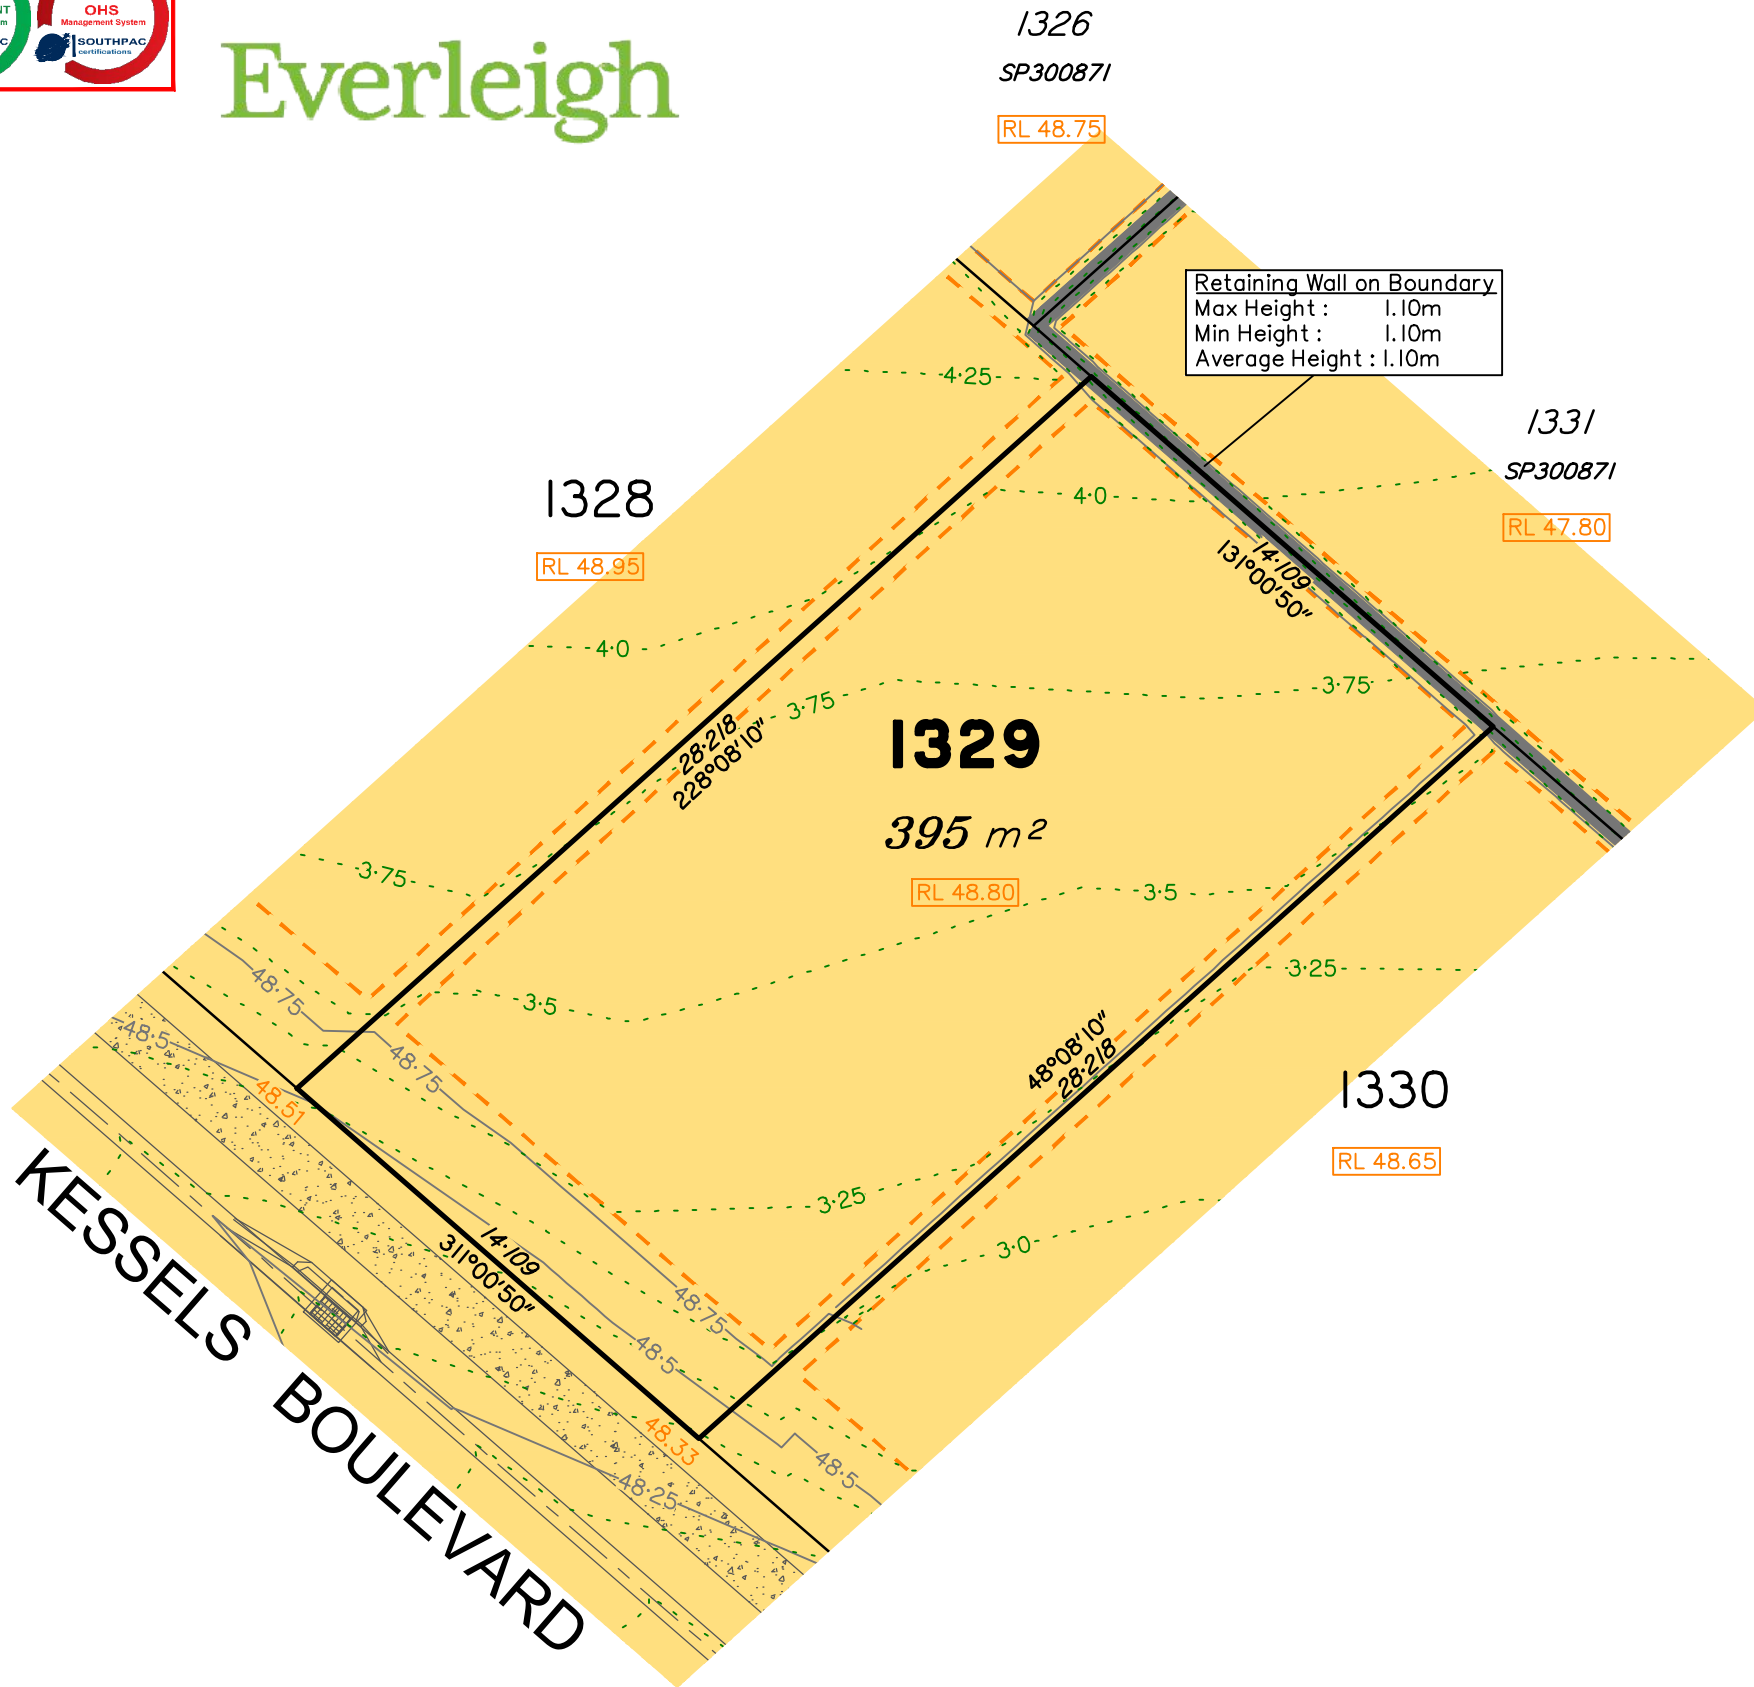 OHS
Management System
SOUTHPAC
certifications
Everleigh
1326
SP300871
RL 48.75
Retaining Wall on Boundary
Max Height : 1.10m
Min Height : 1.10m
Average Height : 1.10m
4·25
1331
SP300871
RL 47.80
1328
RL 48.95
4·0
14·109
131°00'50"
4·0
3·75
3·75
28·218
228°08'10"
1329
395 m²
RL 48.80
3·75
3·5
3·5
3·25
48·75
48·5
48·75
48.51
48°08'10"
28·218
1330
RL 48.65
3·25
3·0
14·109
311°00'50"
48·75
48·5
48.33
48·5
48·25
KESSELS BOULEVARD